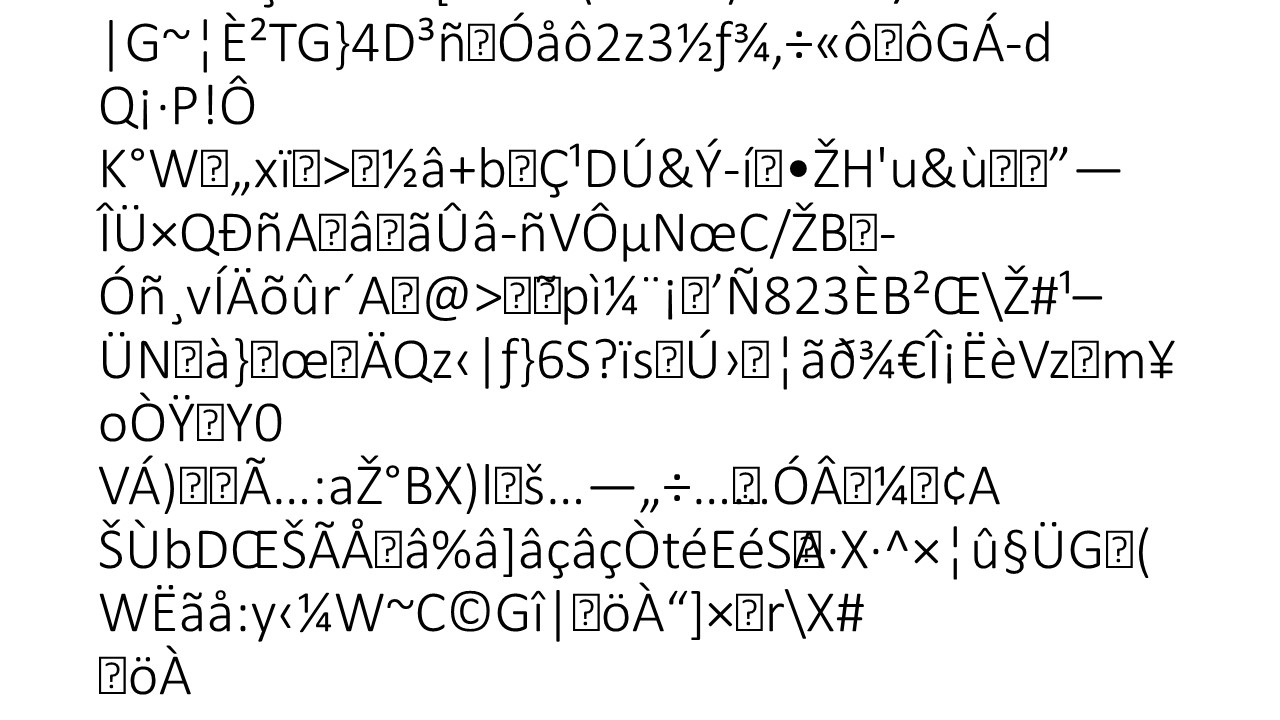 |G~¦È²TG}4D³ñ⍰Óåô2z3½ƒ¾,÷«ô⍰ôGÁ-d
Q¡·P!Ô
K°W⍰„xï⍰>⍰½â+b⍰Ç¹DÚ&Ý-í⍰•ŽH'u&ù⍰⍰”—
ÎÜ×QÐñA⍰â⍰ãÛâ-ñVÔµNœC/ŽB⍰-
Óñ¸vÍÄõûr´A⍰@>⍰⍰pì¼¨¡⍰’Ñ823ÈB²Œ\Ž#¹–
ÜN⍰à}⍰œ⍰ÄQz‹|ƒ}6S?ïs⍰Ú›⍰¦ãð¾€Î¡ËèVz⍰m¥
oÒŸ⍰Y0
VÁ)⍰⍰Ã…:aŽ°BX)l⍰š…—„÷…⍰…ÓÂ⍰¼⍰¢A
ŠÙbDŒŠÃÅ⍰â%â]âçâçÒtéEéS⍰A·X·^×¦û§ÜG⍰(
WËãå:y‹¼W~C©Gî|⍰öÀ“]×⍰r\X#
⍰öÀ